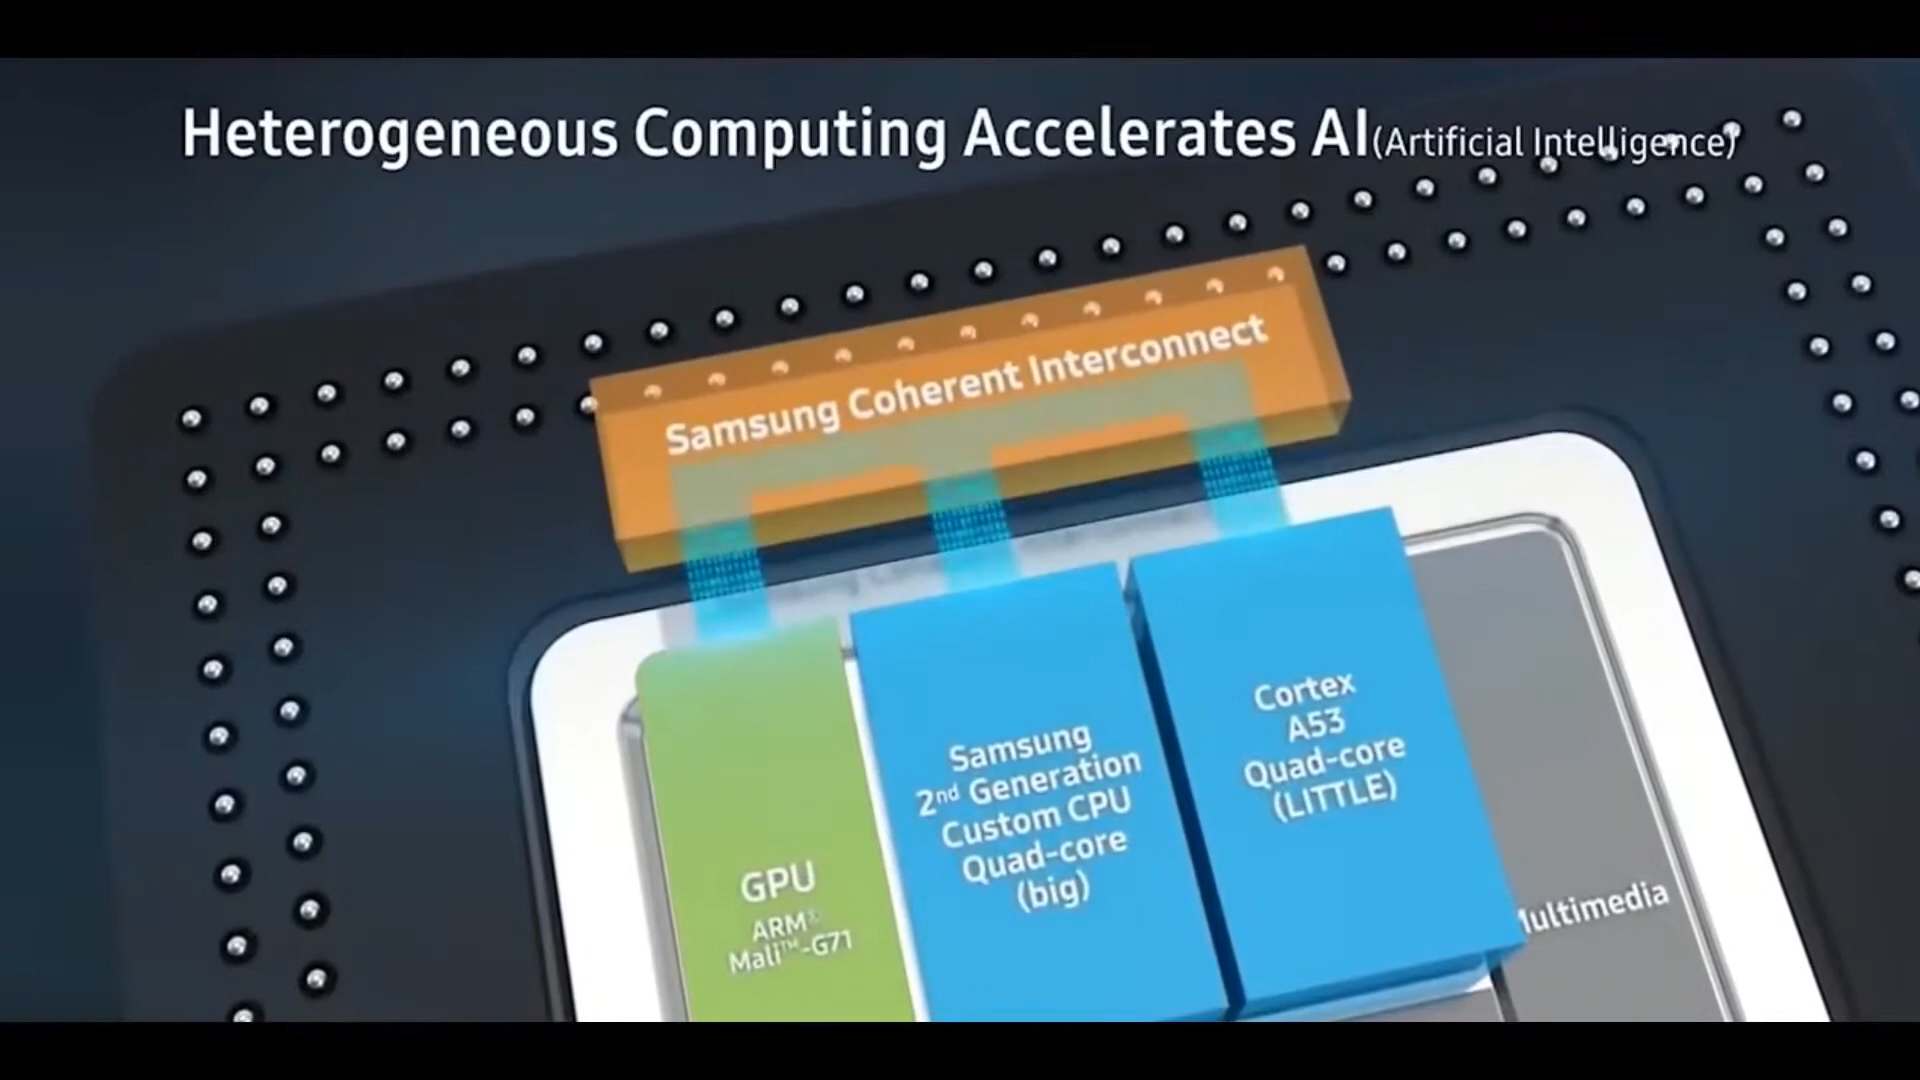 Heterogeneous Computing Accelerates AI(Artificial Intelligence)
Samsung Coherent Interconnect
GPU
ARM®
Mali™-G71
Samsung
2nd Generation
Custom CPU
Quad-core
(big)
Cortex
A53
Quad-core
(LITTLE)
Multimedia